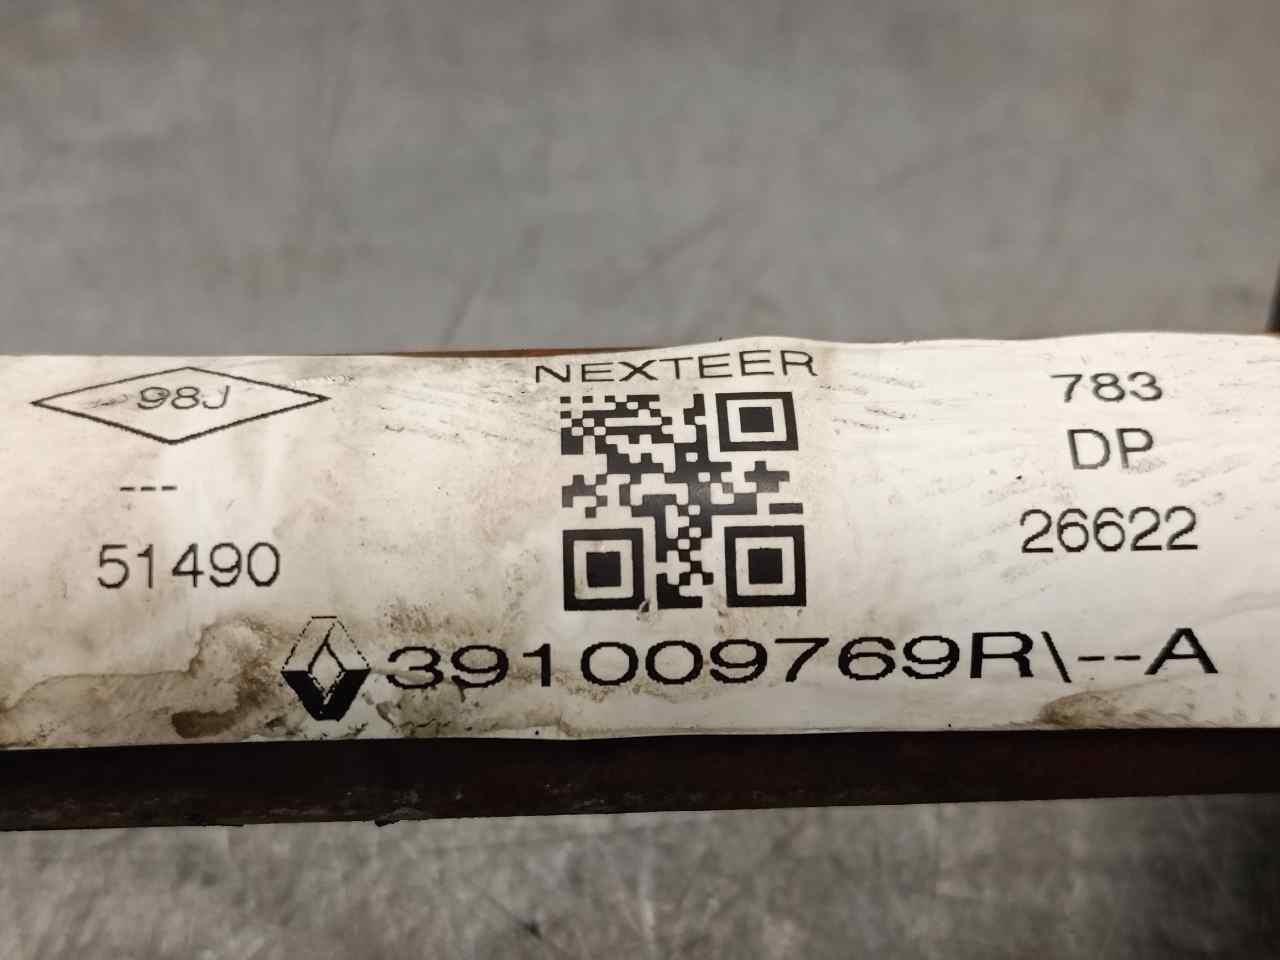 98J
NEXTEER
783
DP
---
51490
26622
391009769R\--A